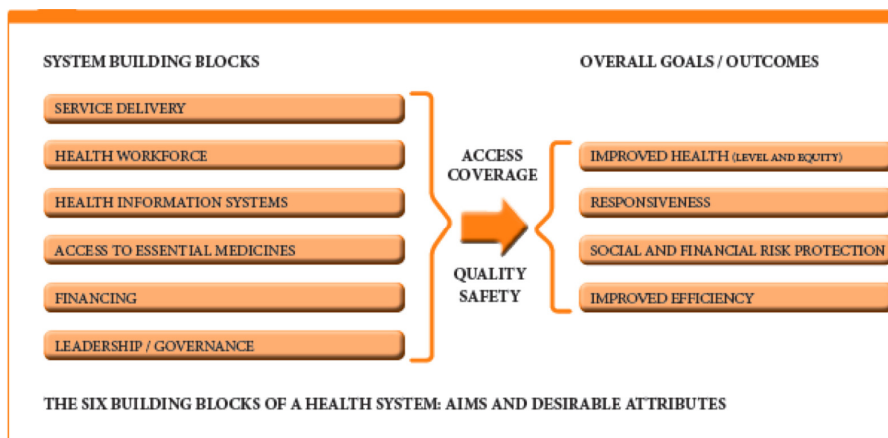 SYSTEM BUILDING BLOCKS
SERVICE DELIVERY
HEALTH WORKFORCE
HEALTH INFORMATION SYSTEMS
ACCESS TO ESSENTIAL MEDICINES
FINANCING
LEADERSHIP / GOVERNANCE
ACCESS
COVERAGE
QUALITY
SAFETY
OVERALL GOALS / OUTCOMES
IMPROVED HEALTH (LEVEL AND EQUITY)
RESPONSIVENESS
SOCIAL AND FINANCIAL RISK PROTECTION
IMPROVED EFFICIENCY
THE SIX BUILDING BLOCKS OF A HEALTH SYSTEM: AIMS AND DESIRABLE ATTRIBUTES